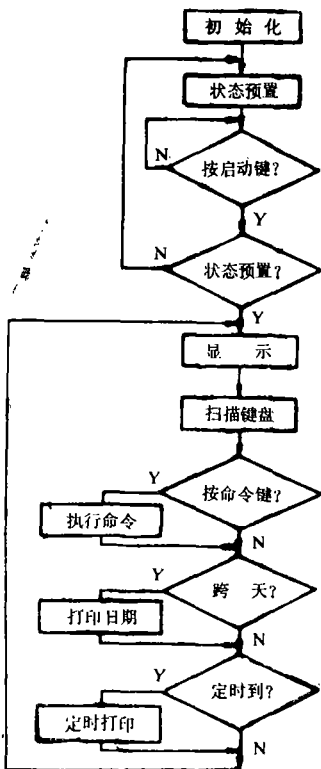 初始化
状态预置
N
按启动键?
Y
N
状态预置?
Y
显示
扫描键盘
Y
按命令键?
执行命令
N
Y
跨天?
打印日期
N
Y
定时到?
定时打印
N